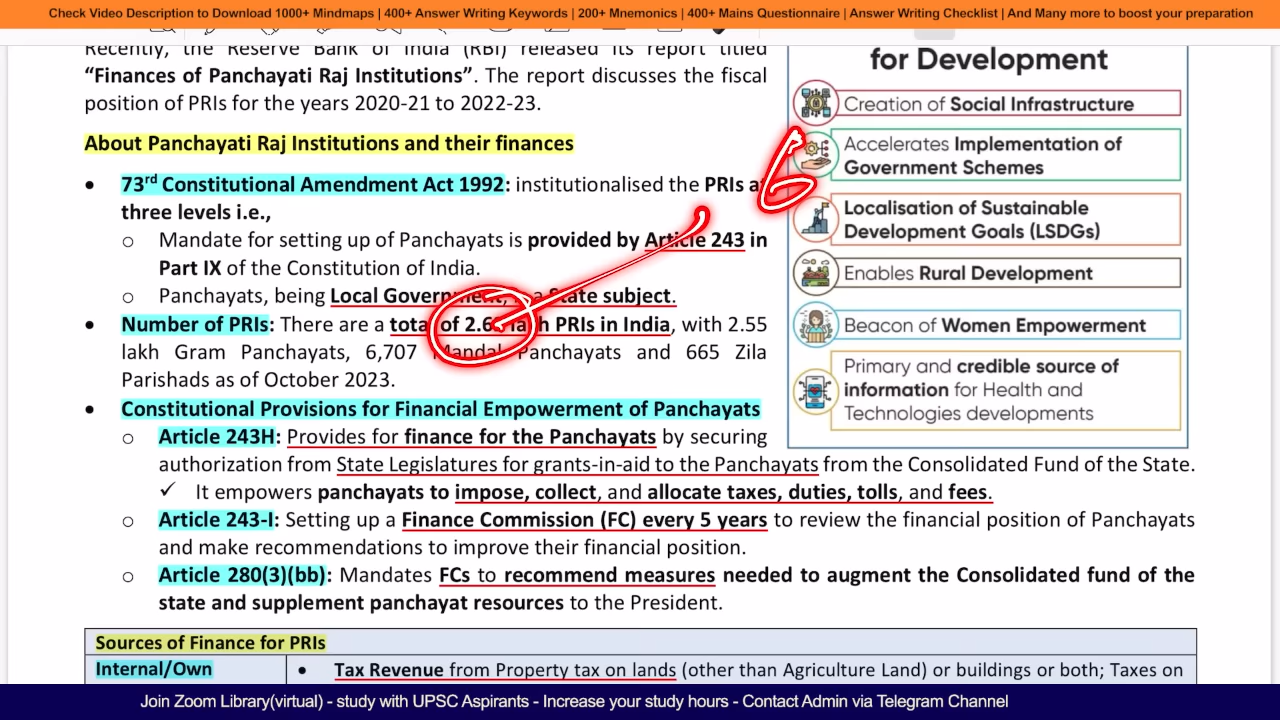 Check Video Description to Download 1000+ Mindmaps | 400+ Answer Writing Keywords | 200+ Mnemonics | 400+ Mains Questionnaire | Answer Writing Checklist | And Many more to boost your preparation
Recently, the Reserve Bank of India (RBI) released its report titled
“Finances of Panchayati Raj Institutions”. The report discusses the fiscal
position of PRIs for the years 2020-21 to 2022-23.
About Panchayati Raj Institutions and their finances
• 73rd Constitutional Amendment Act 1992: institutionalised the PRIs at
three levels i.e.,
o Mandate for setting up of Panchayats is provided by Article 243 in
Part IX of the Constitution of India.
o Panchayats, being Local Government, is a State subject.
• Number of PRIs: There are a total of lakh PRIs in India, with 2.55
lakh Gram Panchayats, 6,707 Mandal Panchayats and 665 Zila
Parishads as of October 2023.
• Constitutional Provisions for Financial Empowerment of Panchayats
o Article 243H: Provides for finance for the Panchayats by securing
authorization from State Legislatures for grants-in-aid to the Panchayats from the Consolidated Fund of the State.
✓ It empowers panchayats to impose, collect, and allocate taxes, duties, tolls, and fees.
o Article 243-I: Setting up a Finance Commission (FC) every 5 years to review the financial position of Panchayats
and make recommendations to improve their financial position.
o Article 280(3)(bb): Mandates FCs to recommend measures needed to augment the Consolidated fund of the
state and supplement panchayat resources to the President.
Sources of Finance for PRIs
Internal/Own • Tax Revenue from Property tax on lands (other than Agriculture Land) or buildings or both; Taxes on
for Development
Creation of Social Infrastructure
Accelerates Implementation of
Government Schemes
Localisation of Sustainable
Development Goals (LSDGs)
Enables Rural Development
Beacon of Women Empowerment
Primary and credible source of
information for Health and
Technologies developments
6
Join Zoom Library(virtual) - study with UPSC Aspirants - Increase your study hours - Contact Admin via Telegram Channel